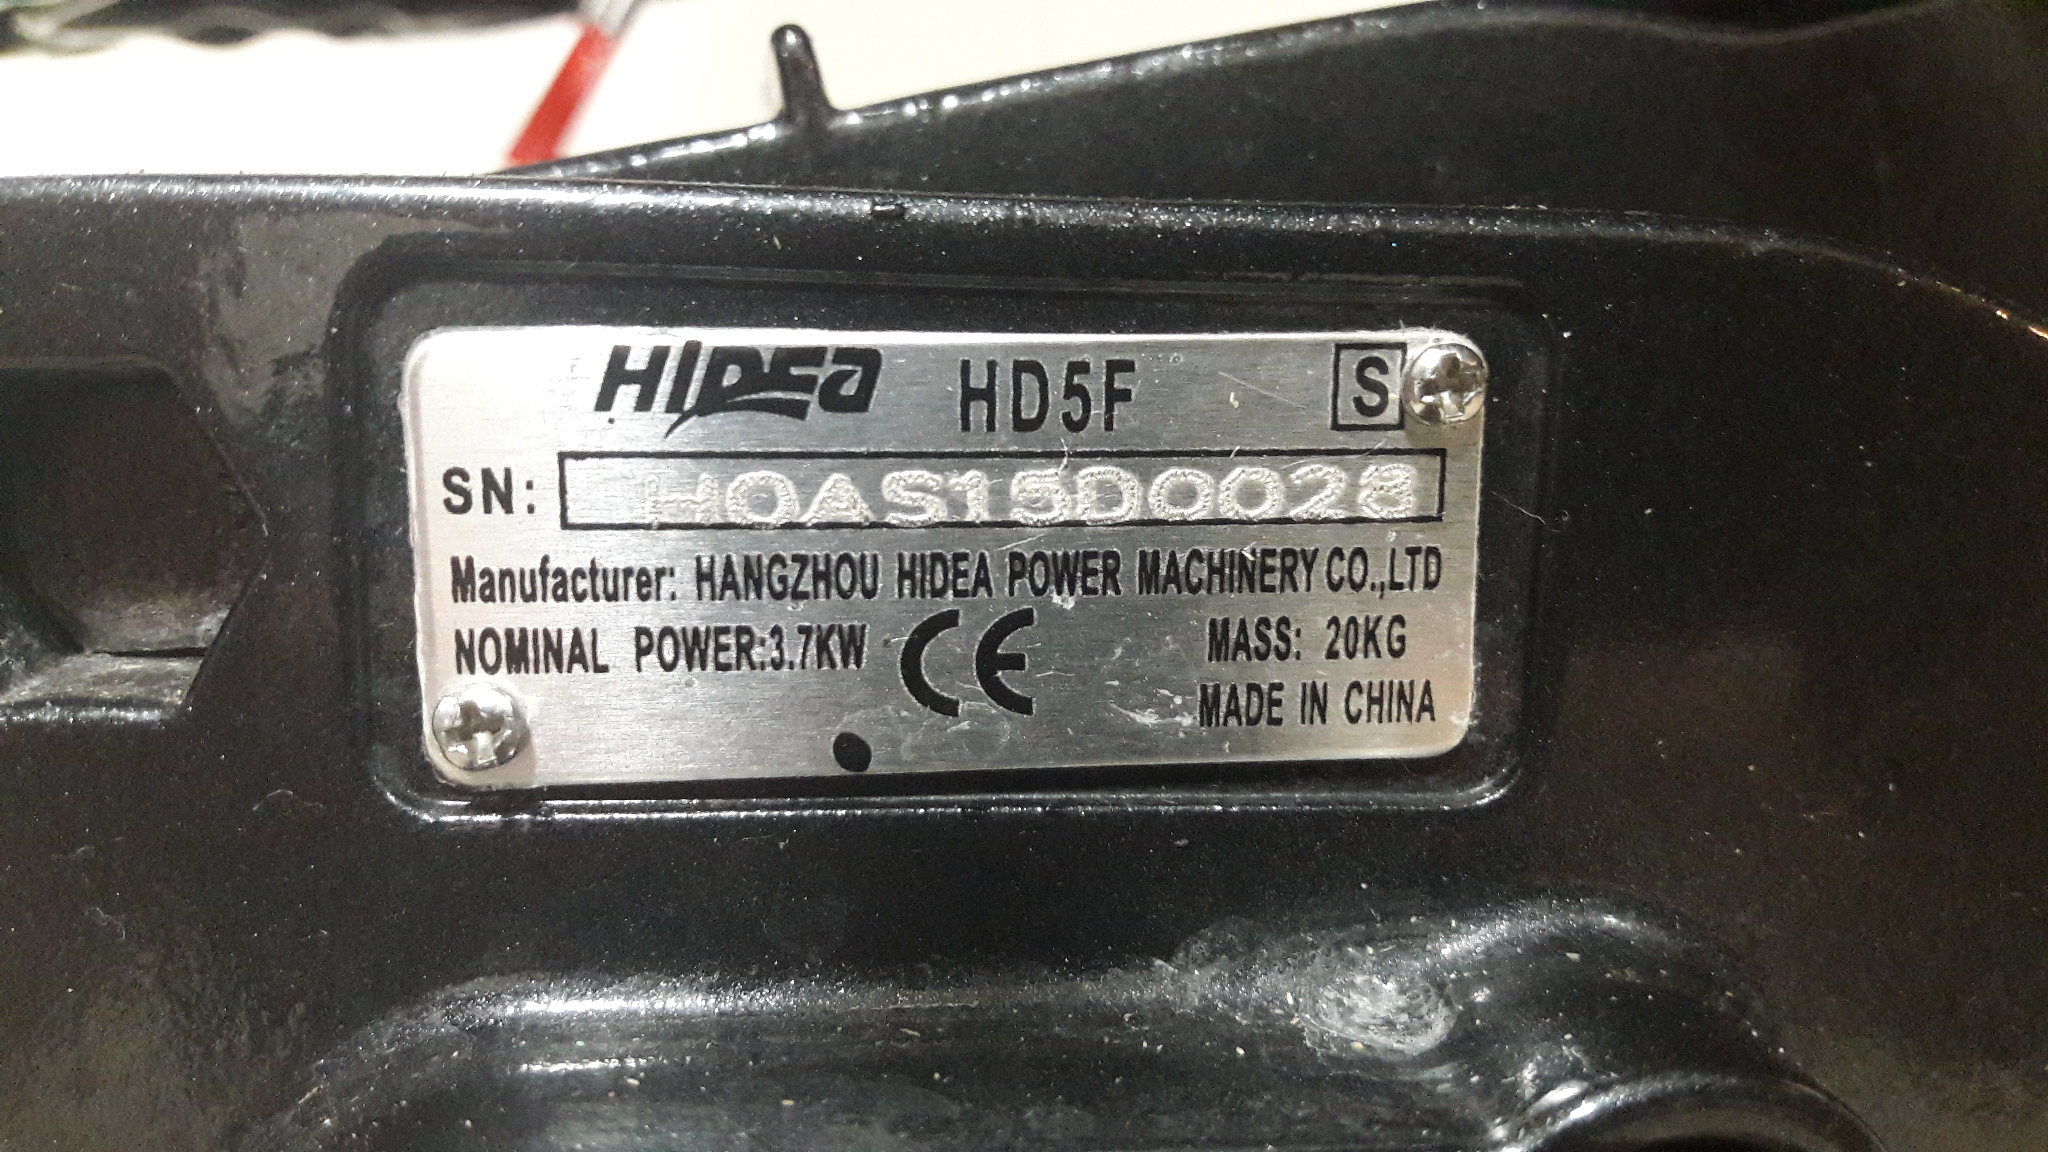 HIDEA HD5F S
SN: HOAS15D0028
Manufacturer: HANGZHOU HIDEA POWER MACHINERY CO.,LTD
NOMINAL POWER:3.7KW CE MASS: 20KG
MADE IN CHINA